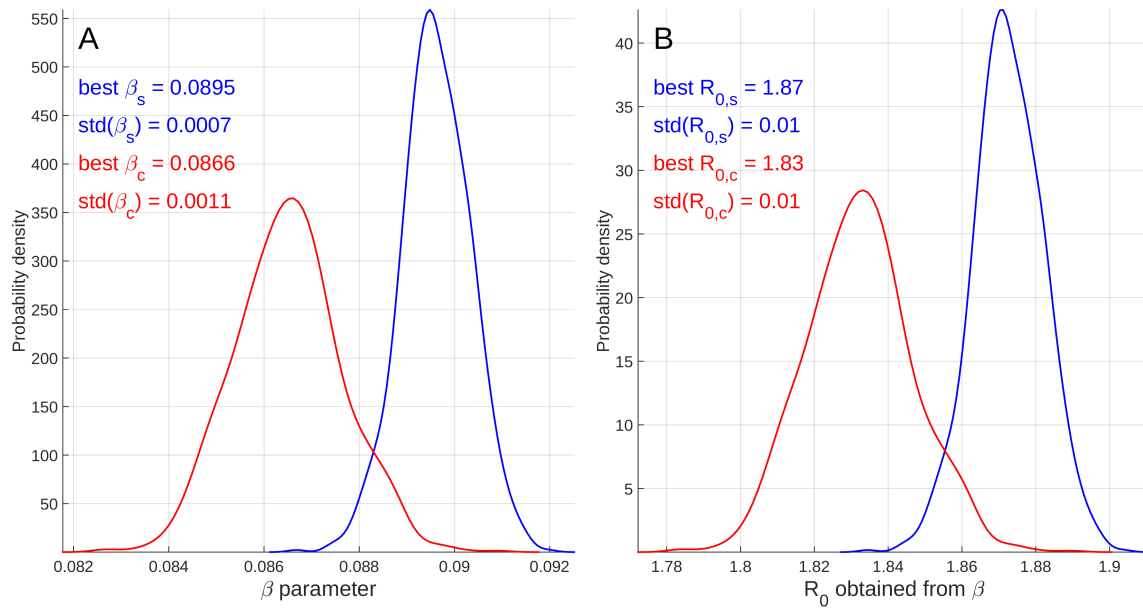 A
best β_s = 0.0895
std(β_s) = 0.0007
best β_c = 0.0866
std(β_c) = 0.0011
Probability density
550
500
450
400
350
300
250
200
150
100
50
0.082 0.084 0.086 0.088 0.09 0.092
β parameter
B
best R_0,s = 1.87
std(R_0,s) = 0.01
best R_0,c = 1.83
std(R_0,c) = 0.01
Probability density
40
35
30
25
20
15
10
5
1.78 1.8 1.82 1.84 1.86 1.88 1.9
R_0 obtained from β